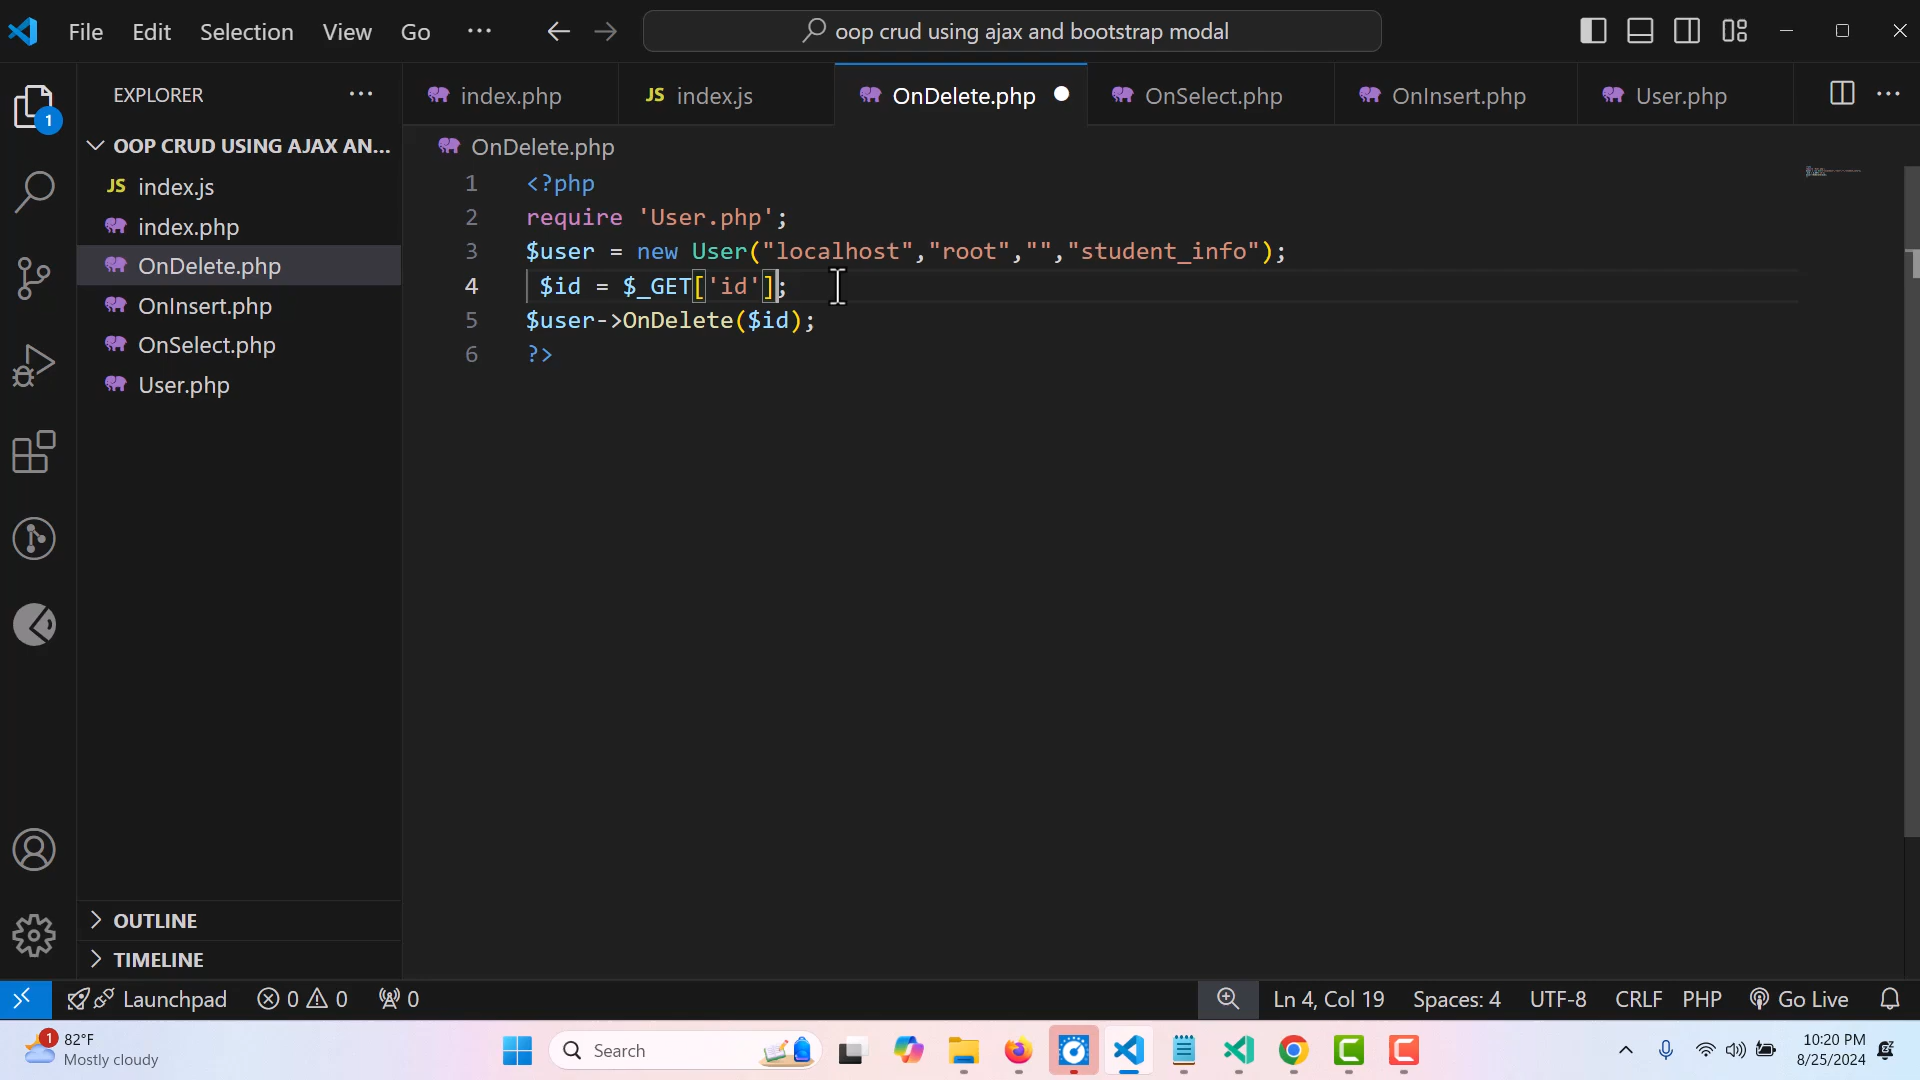 File Edit Selection View Go ···
oop crud using ajax and bootstrap modal
1
EXPLORER ···
OOP CRUD USING AJAX AN...
JS index.js
index.php
OnDelete.php
OnInsert.php
OnSelect.php
User.php
OUTLINE
TIMELINE
index.php JS index.js OnDelete.php OnSelect.php OnInsert.php User.php ···
OnDelete.php
1 <?php
2 require 'User.php';
3 $user = new User("localhost","root","","student_info");
4 $id = $_GET['id'];
5 $user->OnDelete($id);
6 ?>
Launchpad 0 0 0 Ln 4, Col 19 Spaces: 4 UTF-8 CRLF PHP Go Live
1 82°F
Mostly cloudy
Search
10:20 PM
8/25/2024